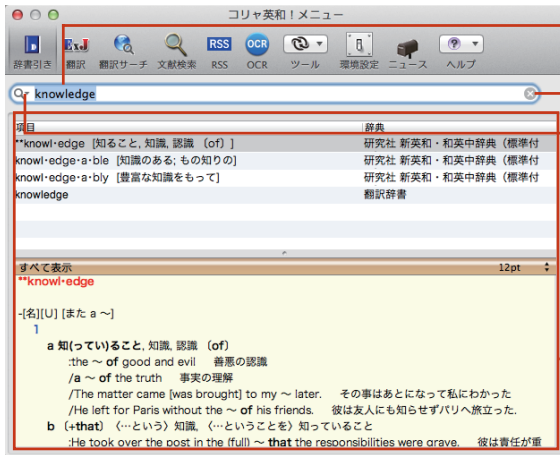 コリャ英和！メニュー
ExJ RSS OCR
辞書引き 翻訳 翻訳サーチ 文献検索 RSS OCR ツール 環境設定 ニュース ヘルプ
knowledge
項目 辞典
**knowl·edge [知ること, 知識, 認識 〔of〕] 研究社 新英和・和英中辞典（標準付
knowl·edge·a·ble [知識のある; もの知りの] 研究社 新英和・和英中辞典（標準付
knowl·edge·a·bly [豊富な知識をもって] 研究社 新英和・和英中辞典（標準付
knowledge 翻訳辞書
すべて表示 12pt
**knowl·edge
-[名][U] [また a ～]
1
a 知(ってい)ること, 知識, 認識 〔of〕
:the ～ of good and evil 善悪の認識
/a ～ of the truth 事実の理解
/The matter came [was brought] to my ～ later. その事はあとになって私にわかった
/He left for Paris without the ～ of his friends. 彼は友人にも知らせずパリへ旅立った.
b 〔+that〕〈…という〉知識,〈…ということを〉知っていること
:He took over the post in the (full) ～ that the responsibilities were grave. 彼は責任が重